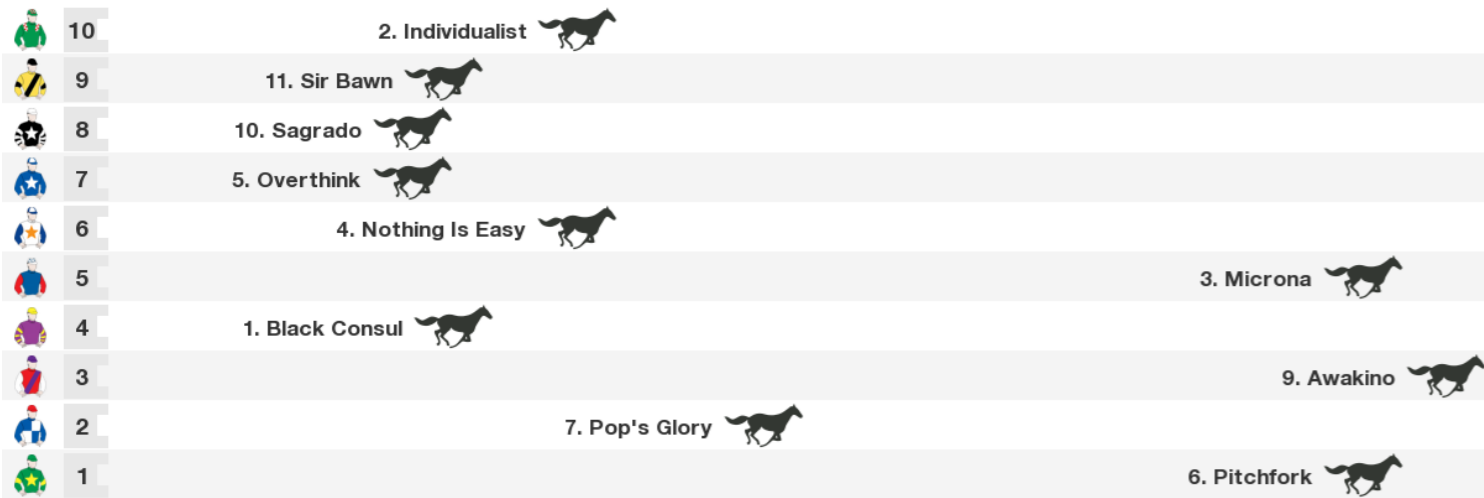 10 2. Individualist
9 11. Sir Bawn
8 10. Sagrado
7 5. Overthink
6 4. Nothing Is Easy
5 3. Microna
4 1. Black Consul
3 9. Awakino
2 7. Pop's Glory
1 6. Pitchfork